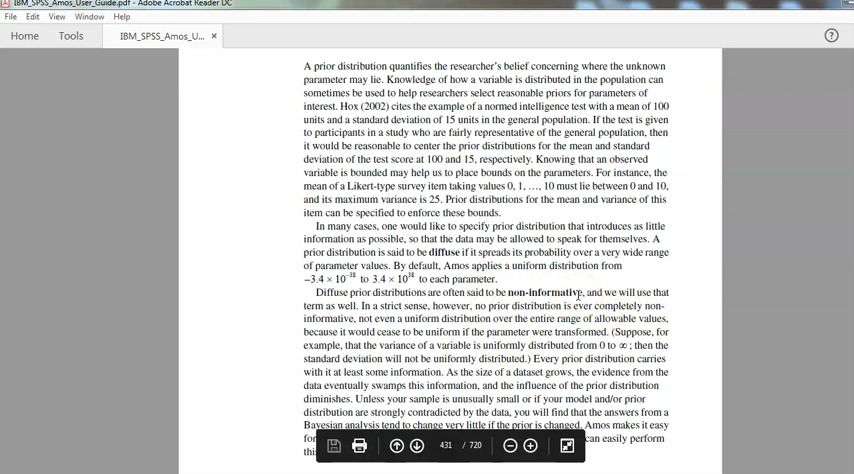 IBM_SPSS_Amos_User_Guide.pdf - Adobe Acrobat Reader DC
File Edit View Window Help
Home Tools IBM_SPSS_Amos_U... ×
A prior distribution quantifies the researcher's belief concerning where the unknown
parameter may lie. Knowledge of how a variable is distributed in the population can
sometimes be used to help researchers select reasonable priors for parameters of
interest. Hox (2002) cites the example of a normed intelligence test with a mean of 100
units and a standard deviation of 15 units in the general population. If the test is given
to participants in a study who are fairly representative of the general population, then
it would be reasonable to center the prior distributions for the mean and standard
deviation of the test score at 100 and 15, respectively. Knowing that an observed
variable is bounded may help us to place bounds on the parameters. For instance, the
mean of a Likert-type survey item taking values 0, 1, …, 10 must lie between 0 and 10,
and its maximum variance is 25. Prior distributions for the mean and variance of this
item can be specified to enforce these bounds.
In many cases, one would like to specify prior distribution that introduces as little
information as possible, so that the data may be allowed to speak for themselves. A
prior distribution is said to be diffuse if it spreads its probability over a very wide range
of parameter values. By default, Amos applies a uniform distribution from
−3.4 × 10⁻³⁸ to 3.4 × 10³⁸ to each parameter.
Diffuse prior distributions are often said to be non-informative, and we will use that
term as well. In a strict sense, however, no prior distribution is ever completely non-
informative, not even a uniform distribution over the entire range of allowable values,
because it would cease to be uniform if the parameter were transformed. (Suppose, for
example, that the variance of a variable is uniformly distributed from 0 to ∞; then the
standard deviation will not be uniformly distributed.) Every prior distribution carries
with it at least some information. As the size of a dataset grows, the evidence from the
data eventually swamps this information, and the influence of the prior distribution
diminishes. Unless your sample is unusually small or if your model and/or prior
distribution are strongly contradicted by the data, you will find that the answers from a
Bayesian analysis tend to change very little if the prior is changed. Amos makes it easy
for can easily perform
431 / 720